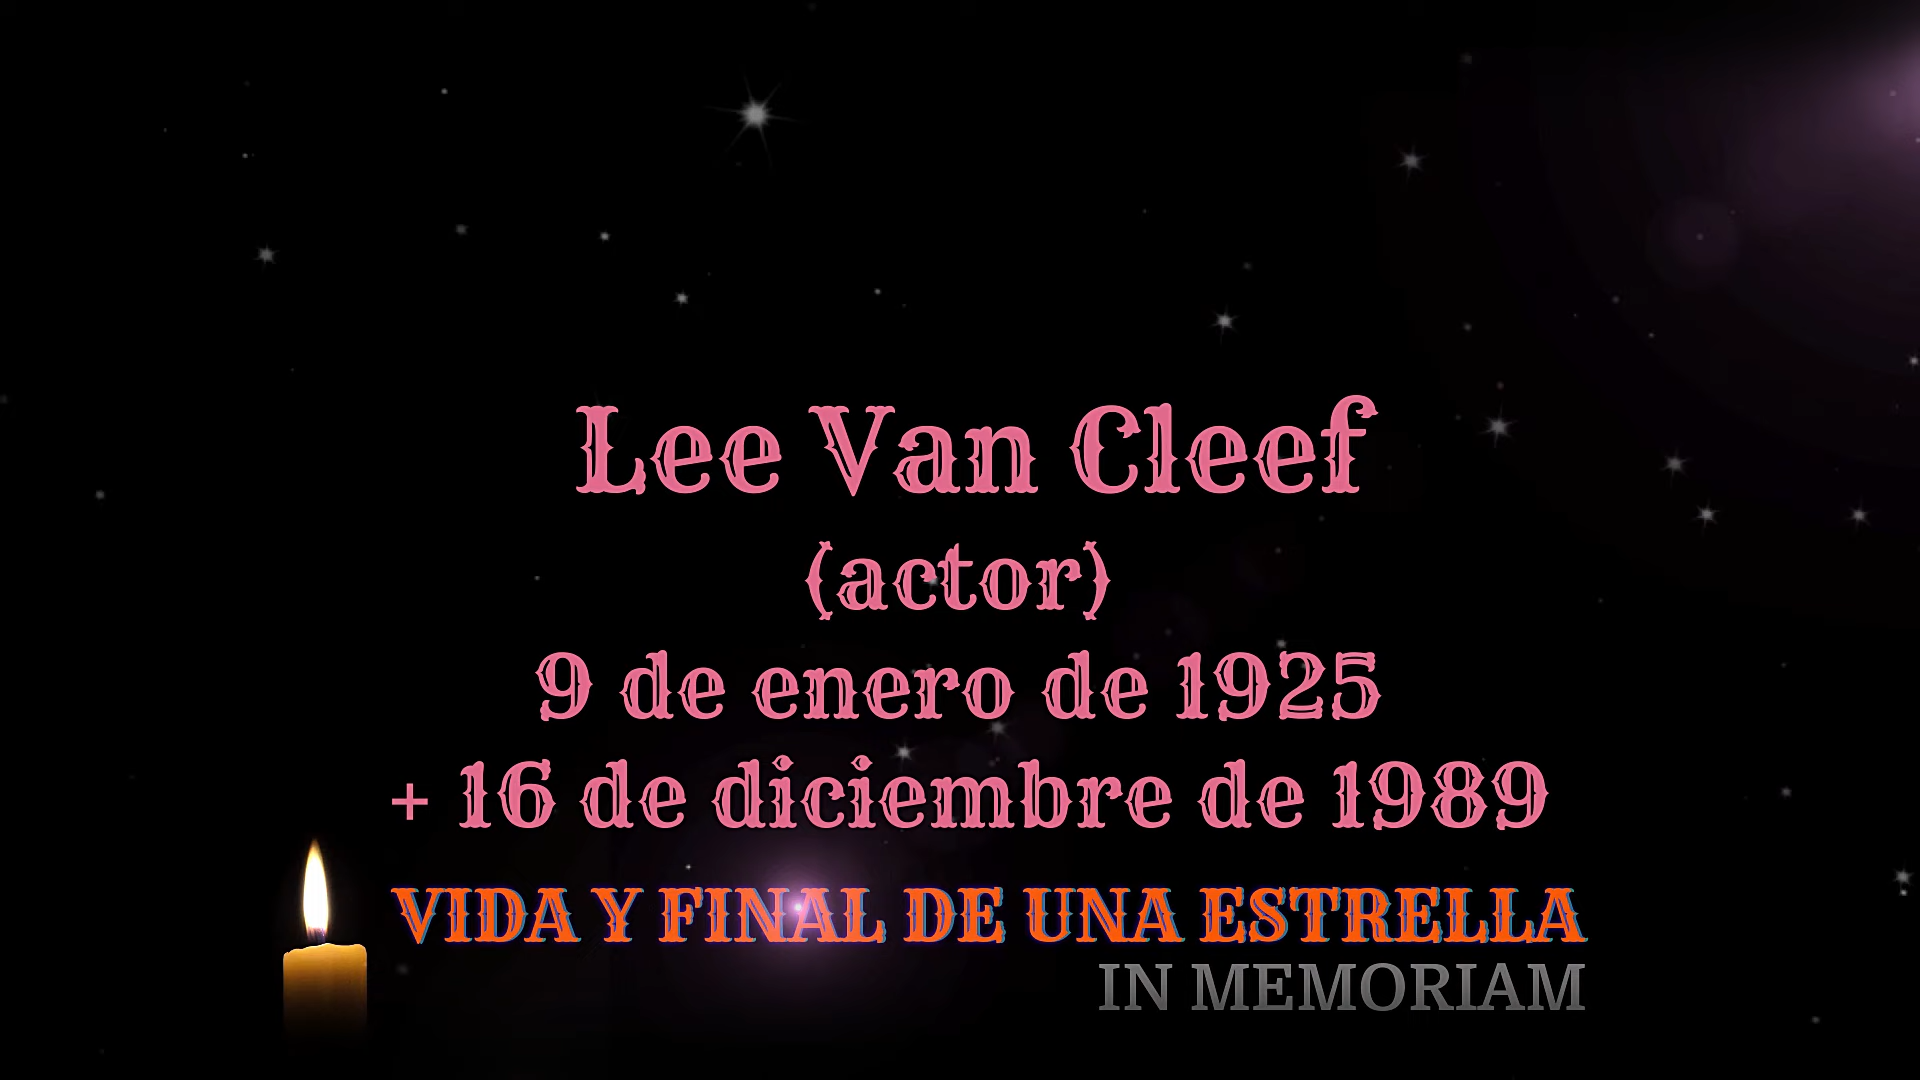 Lee Van Cleef
(actor)
9 de enero de 1925
+ 16 de diciembre de 1989
VIDA Y FINAL DE UNA ESTRELLA
IN MEMORIAM